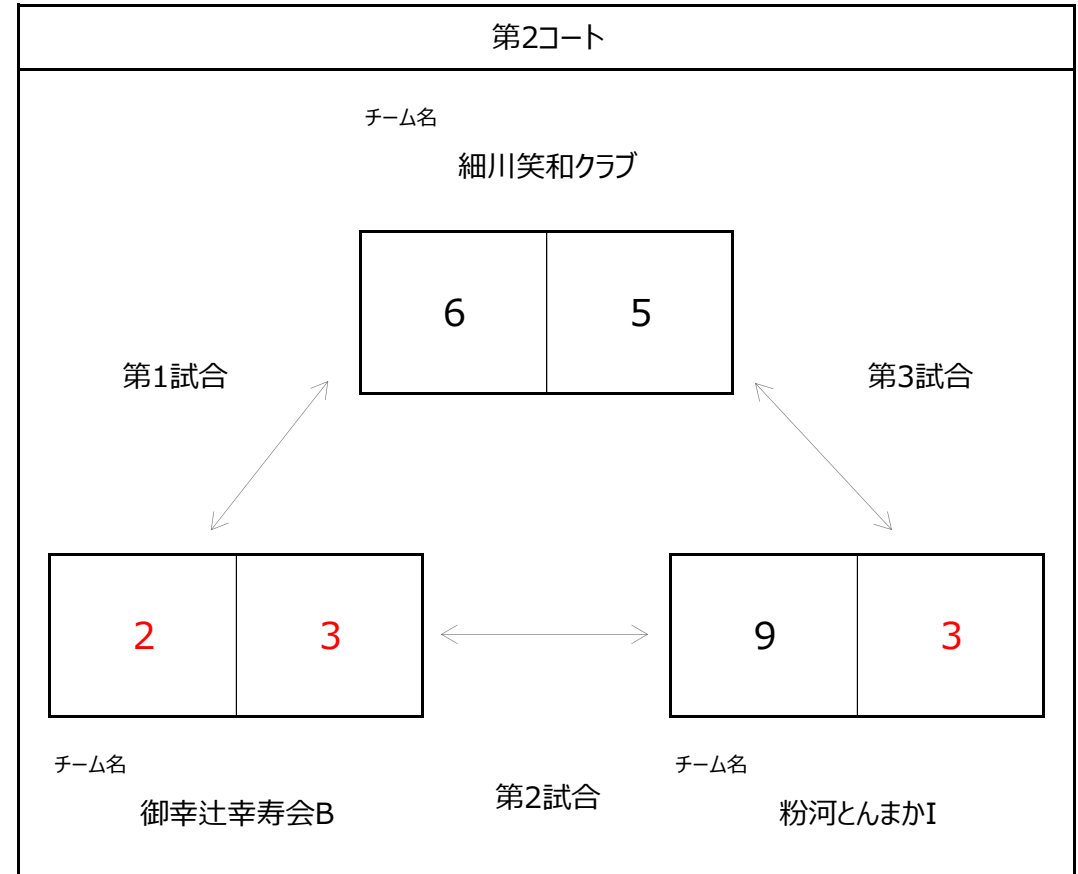 第2コート
チーム名
細川笑和クラブ
6 5
第1試合 第3試合
2 3 9 3
チーム名 チーム名
第2試合
御幸辻幸寿会B 粉河とんまかI